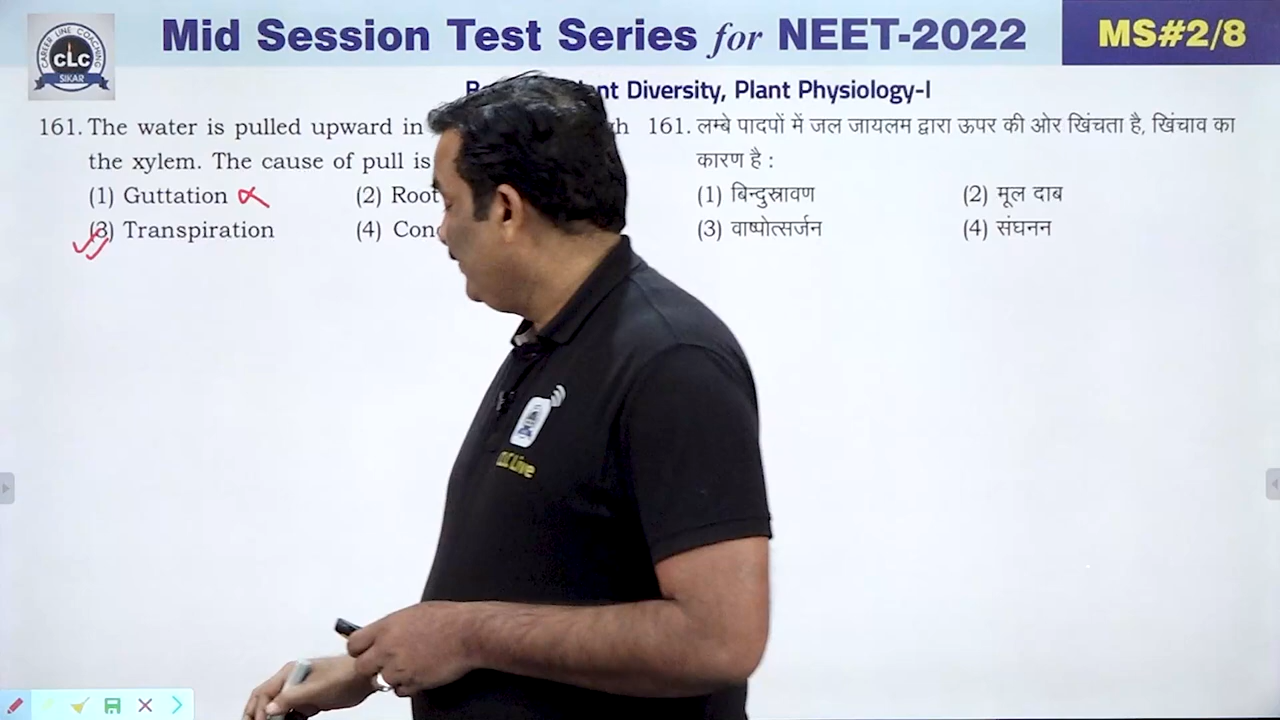 Mid Session Test Series for NEET-2022
MS#2/8
CAREER LINE COACHING
CLC
SIKAR
Diversity, Plant Physiology-I
161. The water is pulled upward in
the xylem. The cause of pull is
(1) Guttation
(2) Root
(3) Transpiration
(4)
161. लम्बे पादपों में जल जायलम द्वारा ऊपर की ओर खिंचता है, खिंचाव का
कारण है :
(1) बिन्दुस्रावण
(2) मूल दाब
(3) वाष्पोत्सर्जन
(4) संघनन
Live